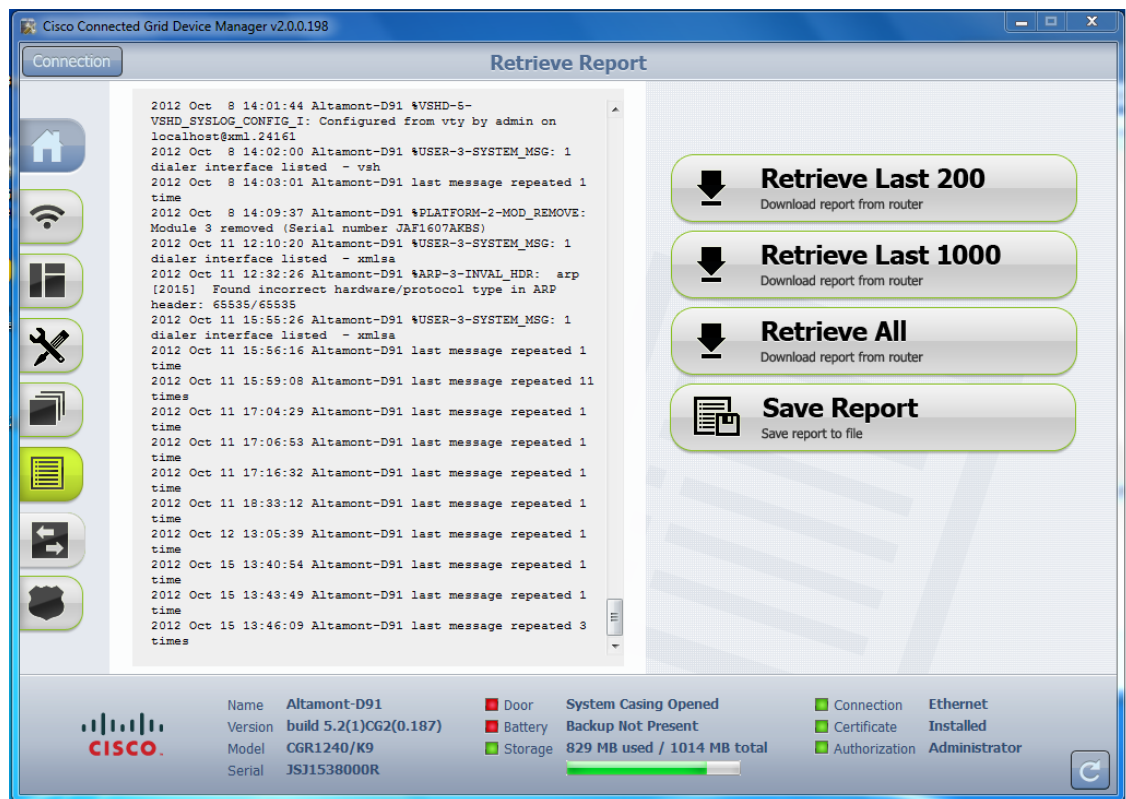 Cisco Connected Grid Device Manager v2.0.0.198
Connection
Retrieve Report
2012 Oct  8 14:01:44 Altamont-D91 %VSHD-5-
VSHD_SYSLOG_CONFIG_I: Configured from vty by admin on
localhost@xml.24161
2012 Oct  8 14:02:00 Altamont-D91 %USER-3-SYSTEM_MSG: 1
dialer interface listed  - vsh
2012 Oct  8 14:03:01 Altamont-D91 last message repeated 1
time
2012 Oct  8 14:09:37 Altamont-D91 %PLATFORM-2-MOD_REMOVE:
Module 3 removed (Serial number JAF1607AKBS)
2012 Oct 11 12:10:20 Altamont-D91 %USER-3-SYSTEM_MSG: 1
dialer interface listed  - xmlsa
2012 Oct 11 12:32:26 Altamont-D91 %ARP-3-INVAL_HDR:  arp
[2015]  Found incorrect hardware/protocol type in ARP
header: 65535/65535
2012 Oct 11 15:55:26 Altamont-D91 %USER-3-SYSTEM_MSG: 1
dialer interface listed  - xmlsa
2012 Oct 11 15:56:16 Altamont-D91 last message repeated 1
time
2012 Oct 11 15:59:08 Altamont-D91 last message repeated 11
times
2012 Oct 11 17:04:29 Altamont-D91 last message repeated 1
time
2012 Oct 11 17:06:53 Altamont-D91 last message repeated 1
time
2012 Oct 11 17:16:32 Altamont-D91 last message repeated 1
time
2012 Oct 11 18:33:12 Altamont-D91 last message repeated 1
time
2012 Oct 12 13:05:39 Altamont-D91 last message repeated 1
time
2012 Oct 15 13:40:54 Altamont-D91 last message repeated 1
time
2012 Oct 15 13:43:49 Altamont-D91 last message repeated 1
time
2012 Oct 15 13:46:09 Altamont-D91 last message repeated 3
times
Retrieve Last 200
Download report from router
Retrieve Last 1000
Download report from router
Retrieve All
Download report from router
Save Report
Save report to file
CISCO.
Name Altamont-D91
Version build 5.2(1)CG2(0.187)
Model CGR1240/K9
Serial JSJ1538000R
Door System Casing Opened
Battery Backup Not Present
Storage 829 MB used / 1014 MB total
Connection Ethernet
Certificate Installed
Authorization Administrator